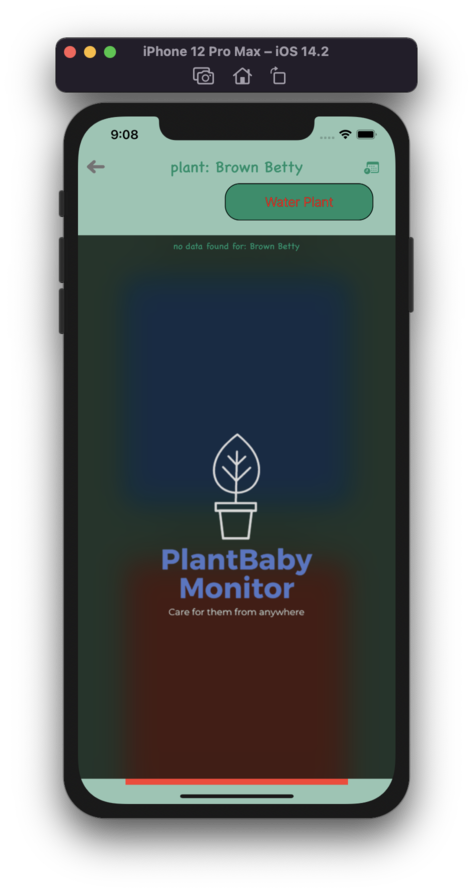 iPhone 12 Pro Max – iOS 14.2
9:08
plant: Brown Betty
Water Plant
no data found for: Brown Betty
PlantBaby
Monitor
Care for them from anywhere